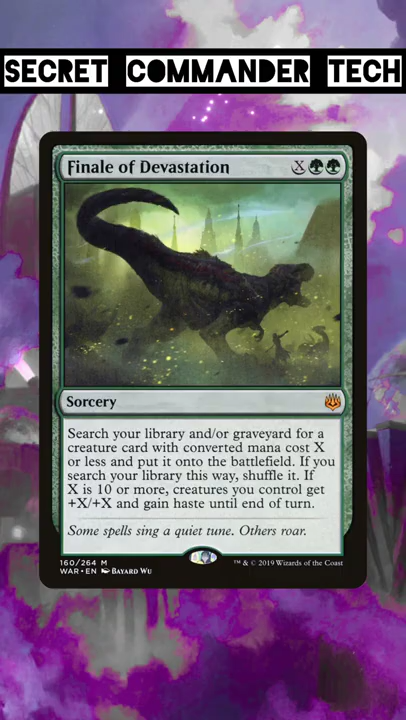 SECRET COMMANDER TECH
Finale of Devastation X
Sorcery
Search your library and/or graveyard for a
creature card with converted mana cost X
or less and put it onto the battlefield. If you
search your library this way, shuffle it. If
X is 10 or more, creatures you control get
+X/+X and gain haste until end of turn.
Some spells sing a quiet tune. Others roar.
160/264 M
WAR • EN Bayard Wu
™ & © 2019 Wizards of the Coast